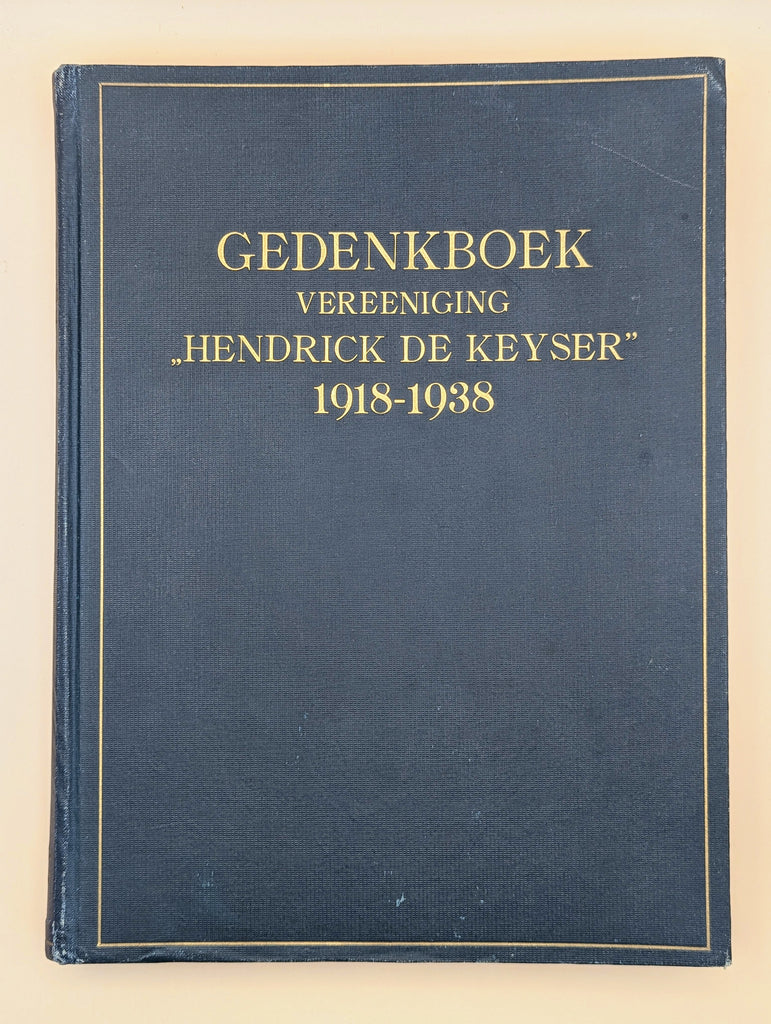 GEDENKBOEK
VEREENIGING
„HENDRICK DE KEYSER”
1918-1938